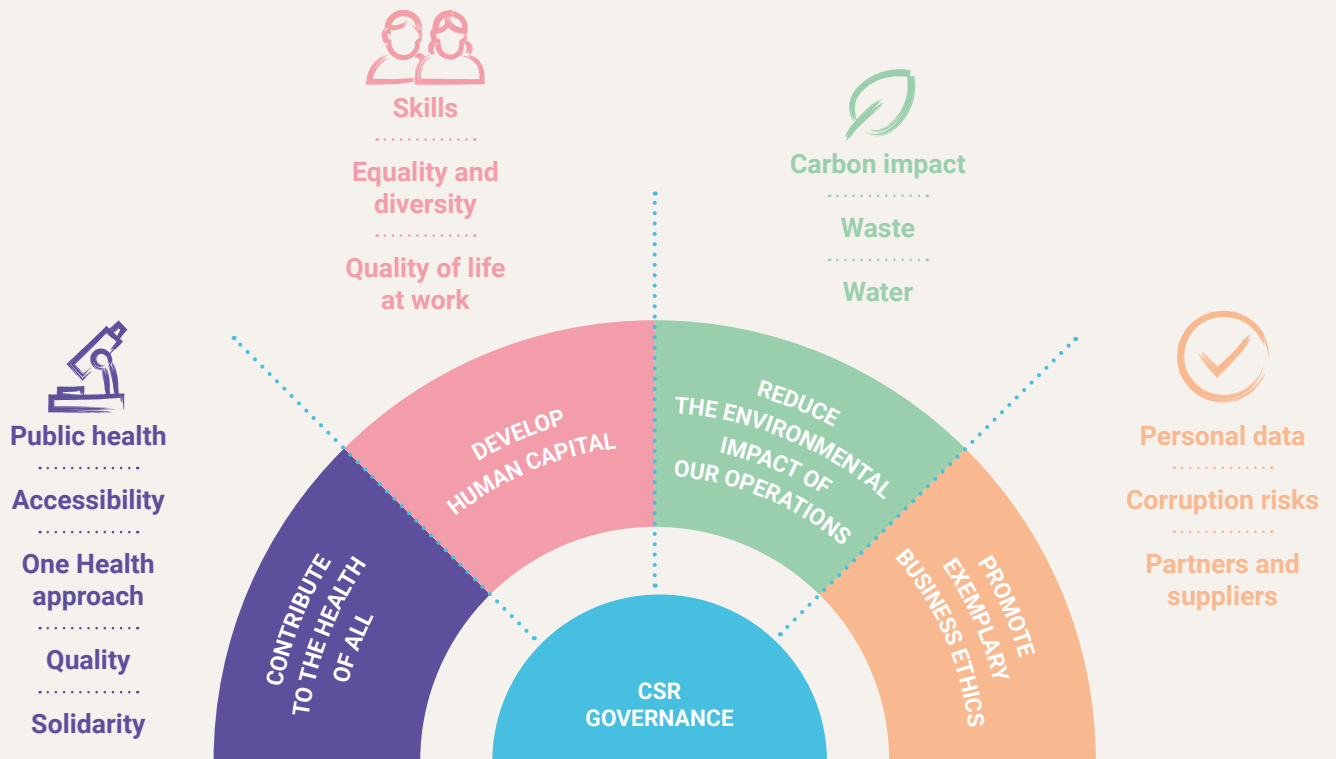 Skills
Equality and
diversity
Quality of life
at work
Carbon impact
Waste
Water
Public health
Accessibility
One Health
approach
Quality
Solidarity
Personal data
Corruption risks
Partners and
suppliers
CONTRIBUTE
TO THE HEALTH
OF ALL
DEVELOP
HUMAN CAPITAL
REDUCE
THE ENVIRONMENTAL
IMPACT OF
OUR OPERATIONS
PROMOTE
EXEMPLARY
BUSINESS ETHICS
CSR
GOVERNANCE